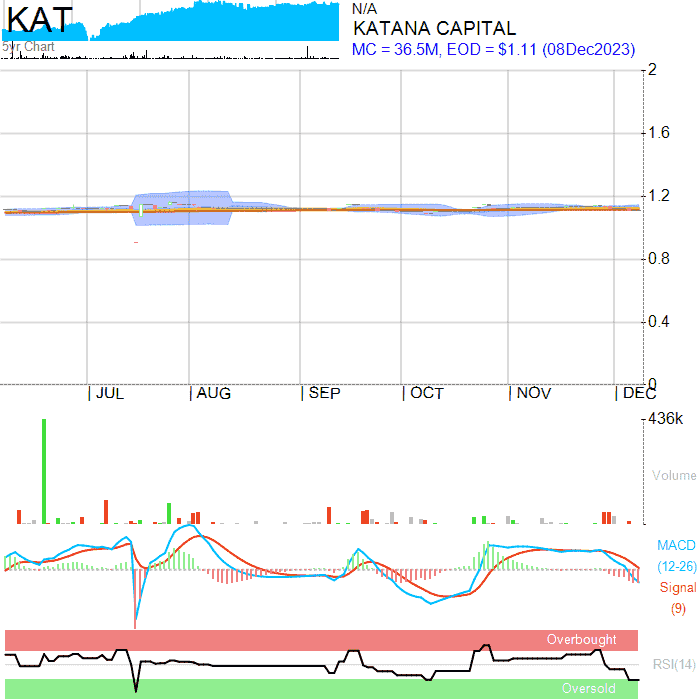 KAT
5yr Chart
N/A
KATANA CAPITAL
MC = 36.5M, EOD = $1.11 (08Dec2023)
2
1.6
1.2
0.8
0.4
0
JUL AUG SEP OCT NOV DEC
436k
Volume
MACD
(12-26)
Signal
(9)
Overbought
RSI(14)
Oversold